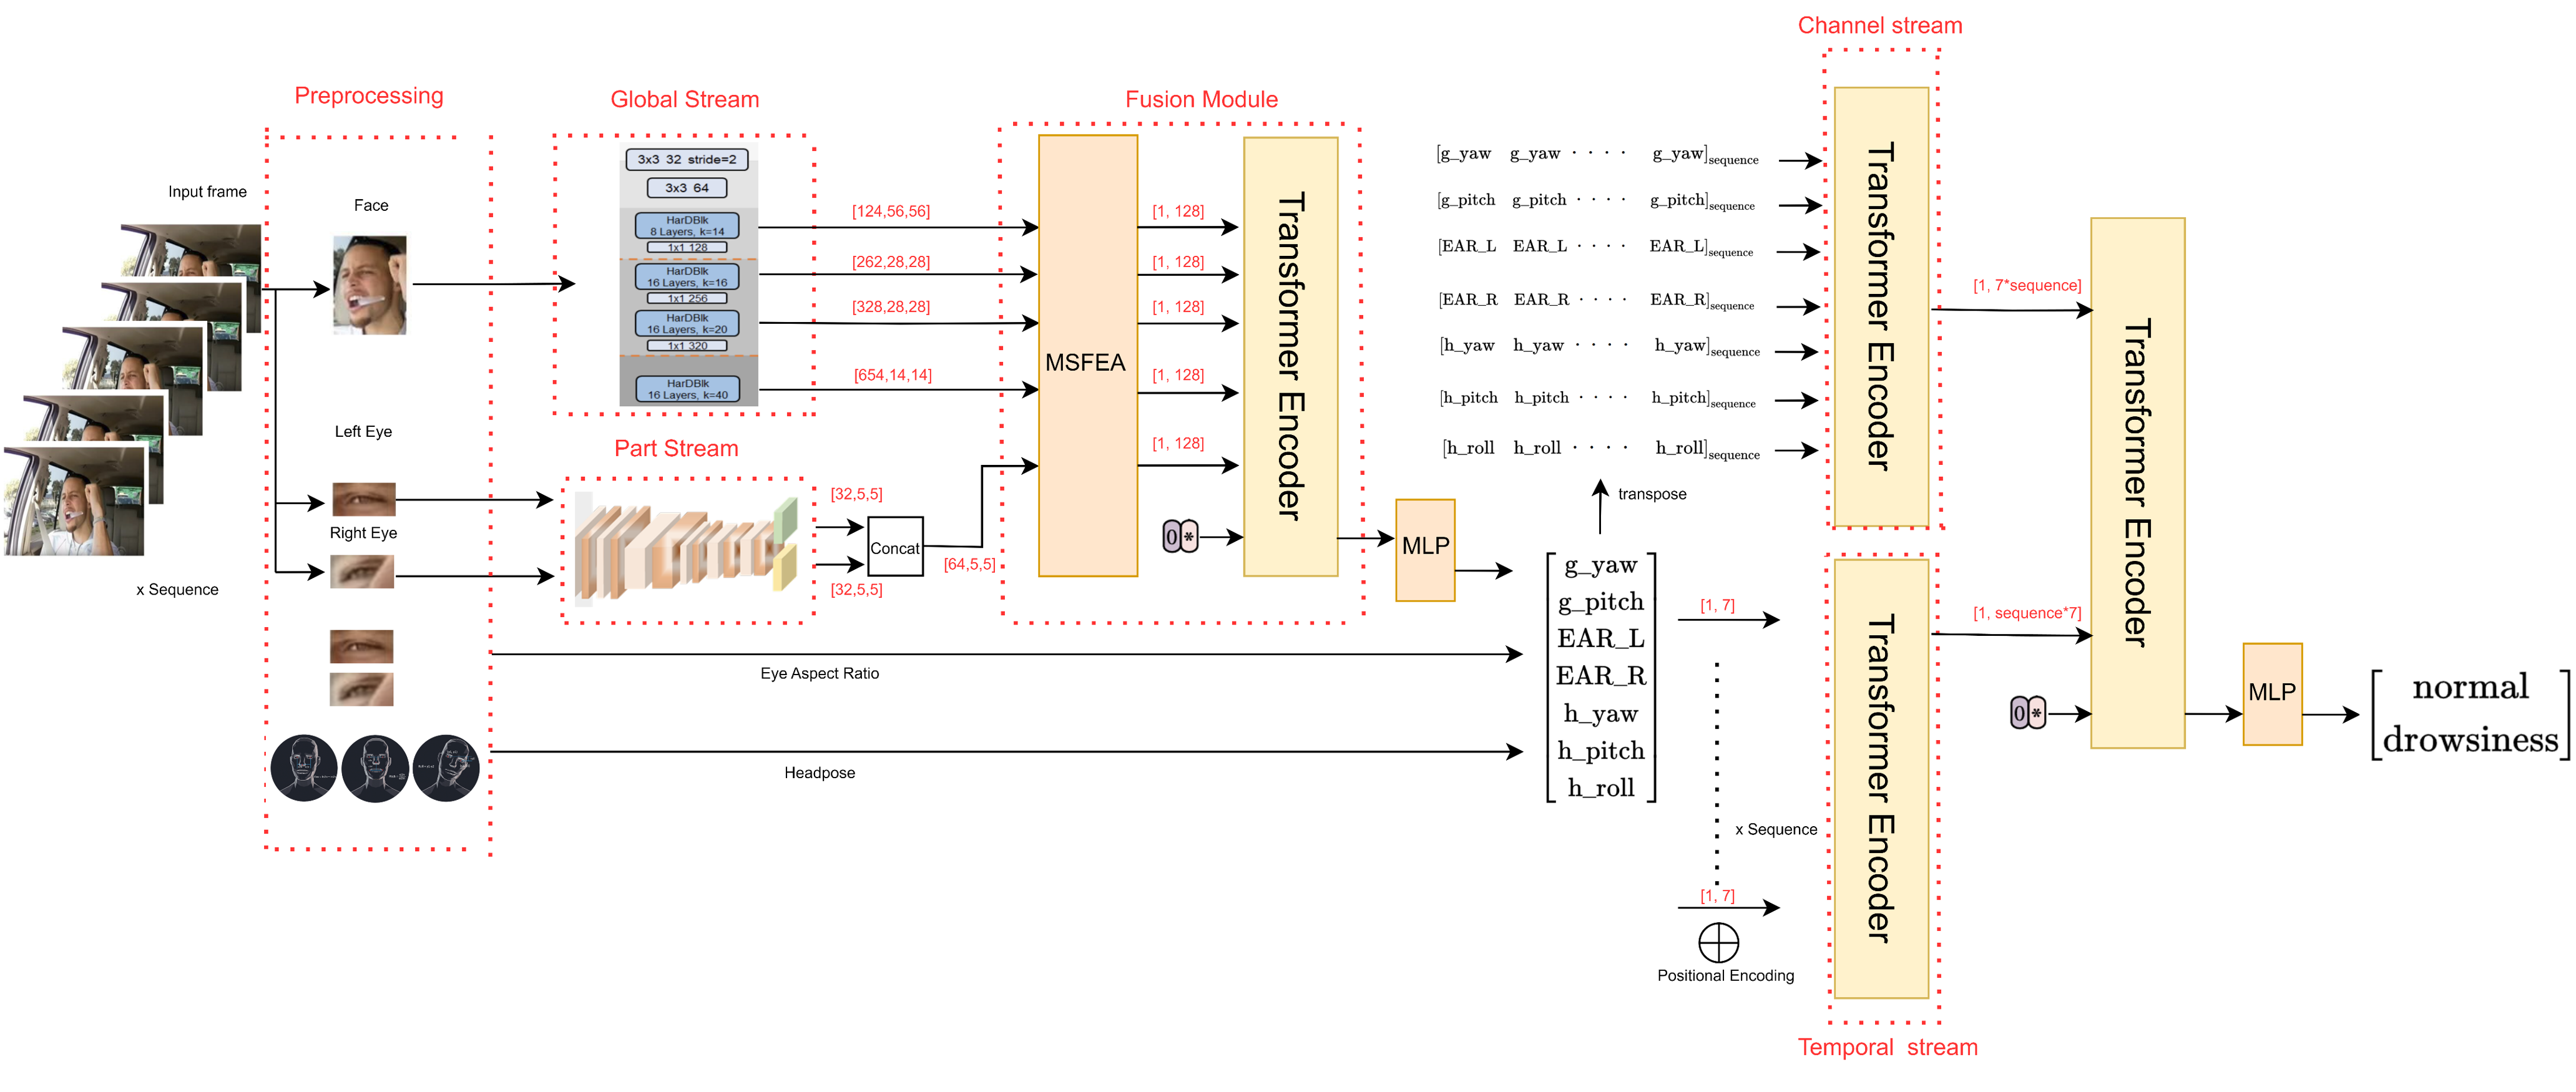 Channel stream
Preprocessing
Global Stream
Fusion Module
Input frame
Face
Left Eye
Right Eye
x Sequence
3x3 32 stride=2
3x3 64
HarDBlk
8 Layers, k=14
1x1 128
HarDBlk
16 Layers, k=16
1x1 256
HarDBlk
16 Layers, k=20
1x1 320
HarDBlk
16 Layers, k=40
[124,56,56]
[262,28,28]
[328,28,28]
[654,14,14]
Part Stream
[32,5,5]
[32,5,5]
Concat
[64,5,5]
MSFEA
[1, 128]
[1, 128]
[1, 128]
[1, 128]
[1, 128]
0 *
Transformer Encoder
MLP
Eye Aspect Ratio
Headpose
[g_yaw g_yaw · · · · g_yaw]sequence
[g_pitch g_pitch · · · · g_pitch]sequence
[EAR_L EAR_L · · · · EAR_L]sequence
[EAR_R EAR_R · · · · EAR_R]sequence
[h_yaw h_yaw · · · · h_yaw]sequence
[h_pitch h_pitch · · · · h_pitch]sequence
[h_roll h_roll · · · · h_roll]sequence
transpose
g_yaw
g_pitch
EAR_L
EAR_R
h_yaw
h_pitch
h_roll
[1, 7]
x Sequence
[1, 7]
Positional Encoding
Transformer Encoder
Transformer Encoder
Temporal stream
[1, 7*sequence]
[1, sequence*7]
0 *
Transformer Encoder
MLP
normal
drowsiness